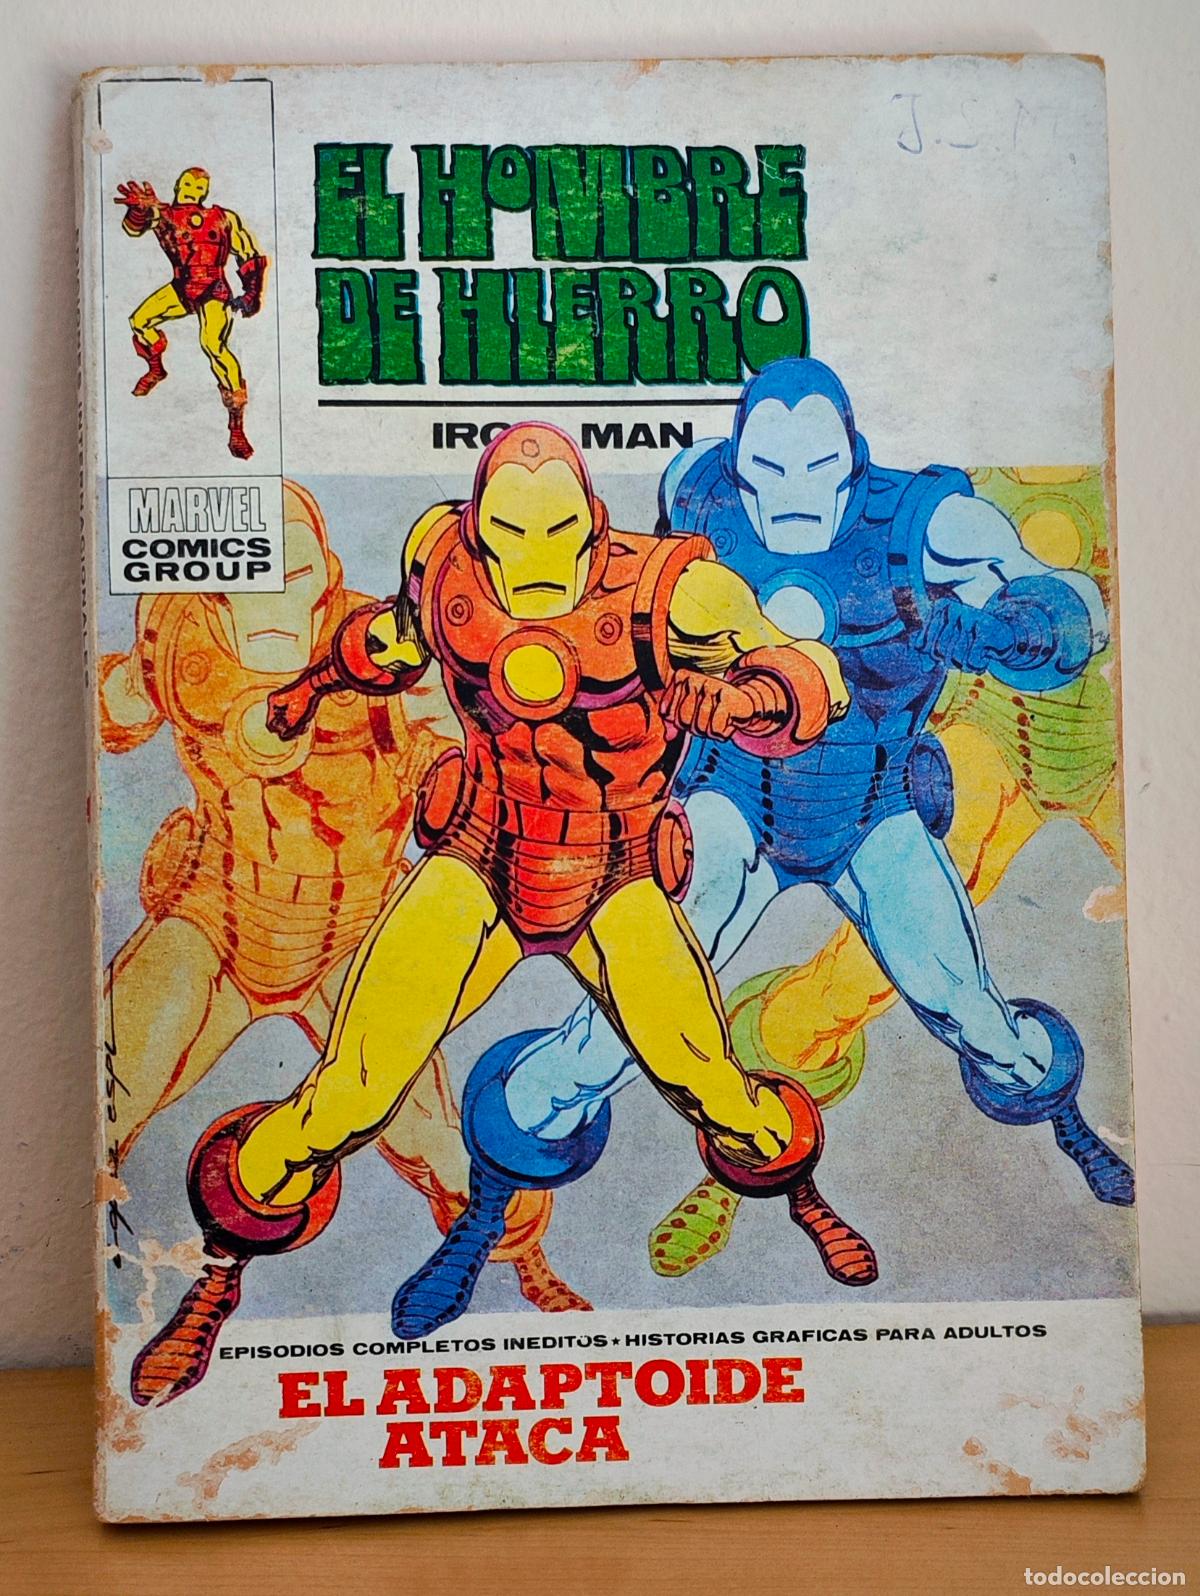 J.S.M
EL HOMBRE
DE HIERRO
IRON MAN
MARVEL
COMICS
GROUP
EPISODIOS COMPLETOS INEDITOS ★ HISTORIAS GRAFICAS PARA ADULTOS
EL ADAPTOIDE
ATACA
todocoleccion